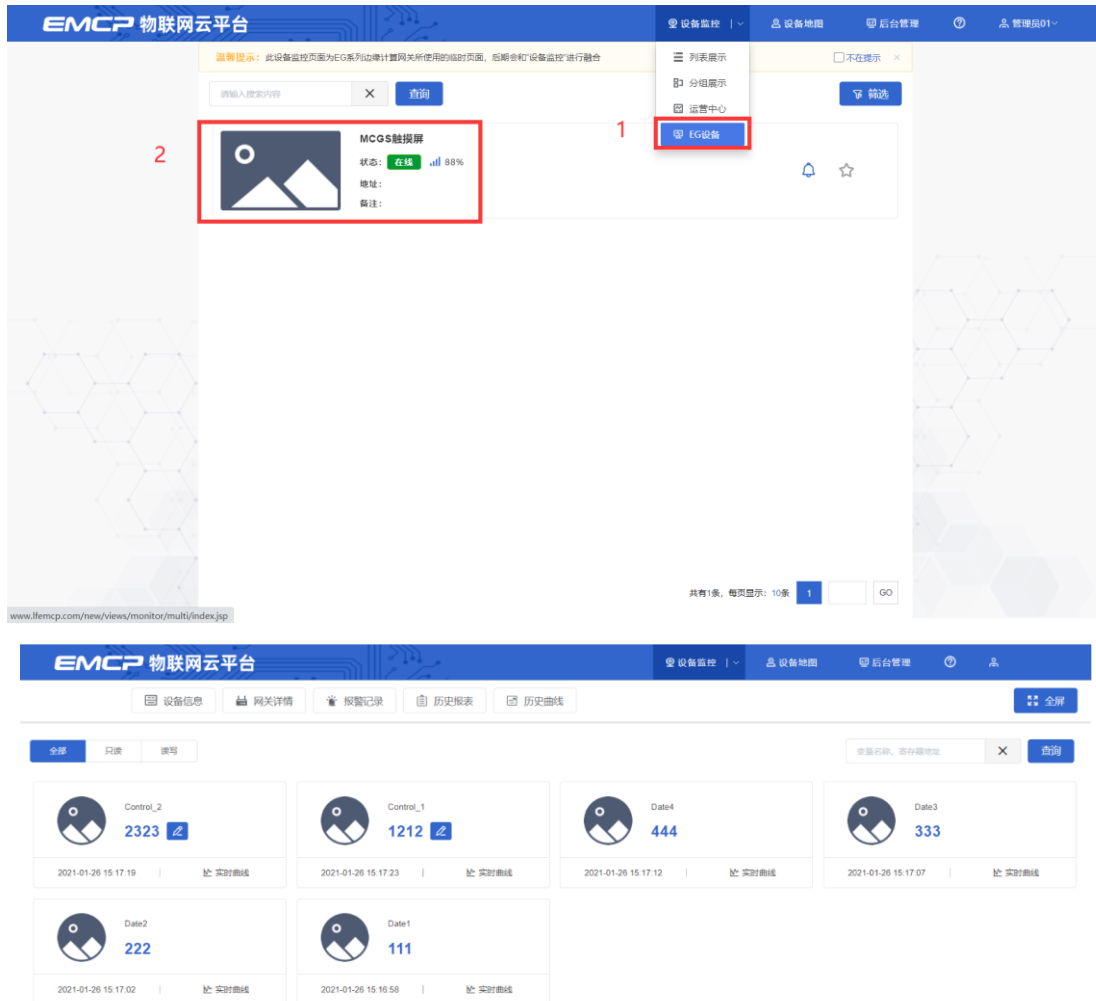 EMCP 物联网云平台 设备监控 设备地图 后台管理 管理员01
温馨提示：此设备监控页面为EG系列边缘计算网关所使用的临时页面，后期会和"设备监控"进行融合 不在提示 ×
列表展示
请输入搜索内容 × 查询 分组展示 筛选
运营中心
1 EG设备
2 MCGS触摸屏
状态： 在线 88%
地址：
备注：
共有1条，每页显示：10条 1 GO
www.lfemcp.com/new/views/monitor/multi/index.jsp
EMCP 物联网云平台 设备监控 设备地图 后台管理
设备信息 网关详情 报警记录 历史报表 历史曲线 全屏
全部 只读 读写 变量名称、寄存器地址 × 查询
Control_2 Control_1 Date4 Date3
2323 1212 444 333
2021-01-26 15:17:19 实时曲线 2021-01-26 15:17:23 实时曲线 2021-01-26 15:17:12 实时曲线 2021-01-26 15:17:07 实时曲线
Date2 Date1
222 111
2021-01-26 15:17:02 实时曲线 2021-01-26 15:16:58 实时曲线